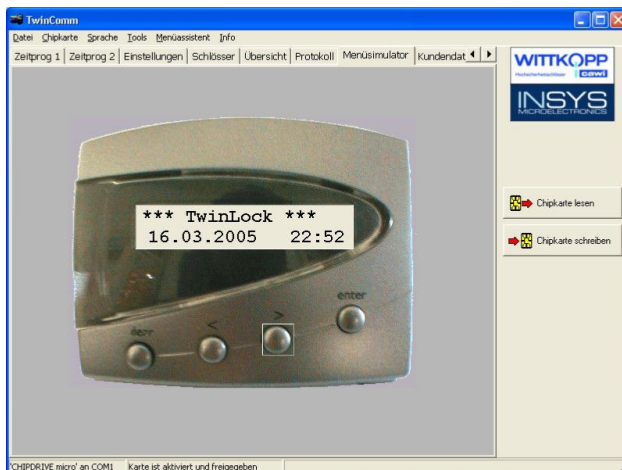 TwinComm
Datei Chipkarte Sprache Tools Menüassistent Info
Zeitprog 1 Zeitprog 2 Einstellungen Schlösser Übersicht Protokoll Menüsimulator Kundendat
WITTKOPP
Hochsicherheitsschlösser cawi
INSYS
MICROELECTRONICS
Chipkarte lesen
Chipkarte schreiben
*** TwinLock ***
16.03.2005 22:52
clear < > enter
'CHIPDRIVE micro' an COM1 Karte ist aktiviert und freigegeben